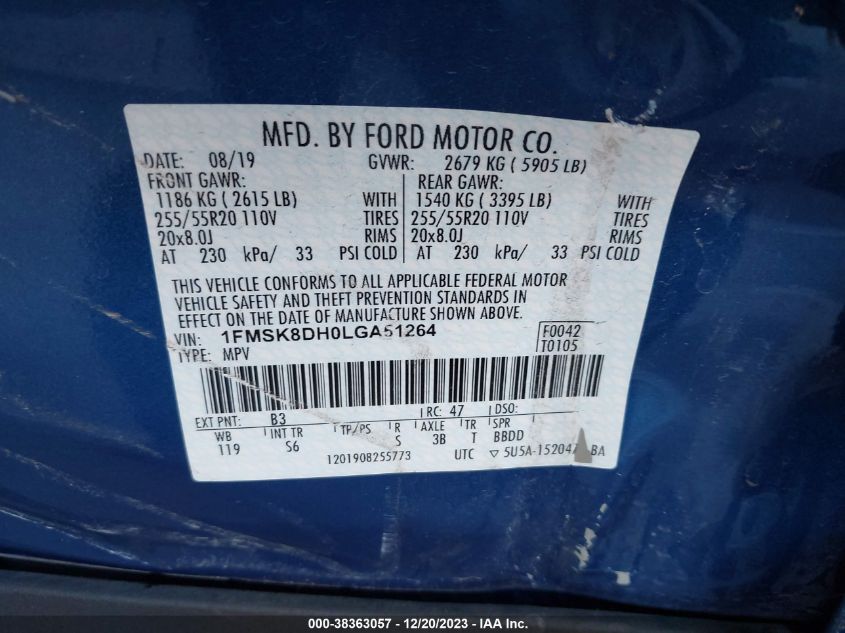 MFD. BY FORD MOTOR CO.
DATE: 08/19 GVWR: 2679 KG ( 5905 LB)
FRONT GAWR: REAR GAWR:
1186 KG ( 2615 LB) WITH 1540 KG ( 3395 LB) WITH
255/55R20 110V TIRES 255/55R20 110V TIRES
20x8.0J RIMS 20x8.0J RIMS
AT 230 kPa/ 33 PSI COLD AT 230 kPa/ 33 PSI COLD
THIS VEHICLE CONFORMS TO ALL APPLICABLE FEDERAL MOTOR
VEHICLE SAFETY AND THEFT PREVENTION STANDARDS IN
EFFECT ON THE DATE OF MANUFACTURE SHOWN ABOVE.
VIN: 1FMSK8DH0LGA51264 F0042
TYPE: MPV T0105
EXT PNT: B3 RC: 47 DSO:
WB INT TR TP/PS R AXLE TR SPR
119 S6 S 3B T BBDD
1201908255773 UTC ▽ 5U5A-152047 BA
000-38363057 - 12/20/2023 - IAA Inc.